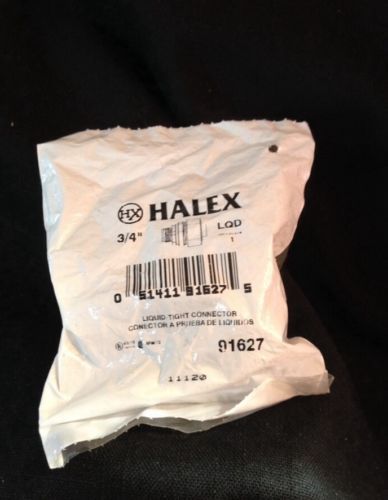 HX HALEX
3/4" LQD
1
0 51411 91627 5
LIQUID TIGHT CONNECTOR
CONECTOR A PRUEBA DE LIQUIDOS
91627
11120